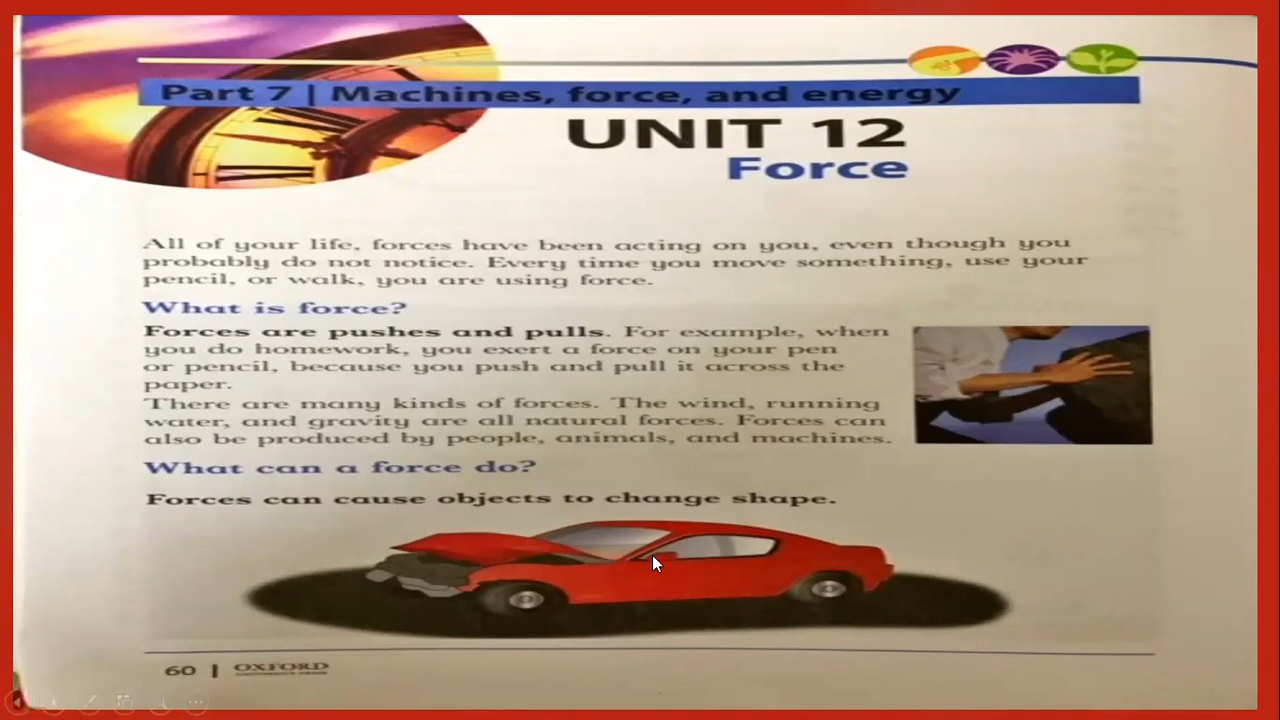 Part 7 | Machines, force, and energy
UNIT 12
Force
All of your life, forces have been acting on you, even though you
probably do not notice. Every time you move something, use your
pencil, or walk, you are using force.
What is force?
Forces are pushes and pulls. For example, when
you do homework, you exert a force on your pen
or pencil, because you push and pull it across the
paper.
There are many kinds of forces. The wind, running
water, and gravity are all natural forces. Forces can
also be produced by people, animals, and machines.
What can a force do?
Forces can cause objects to change shape.
60 | OXFORD
UNIVERSITY PRESS